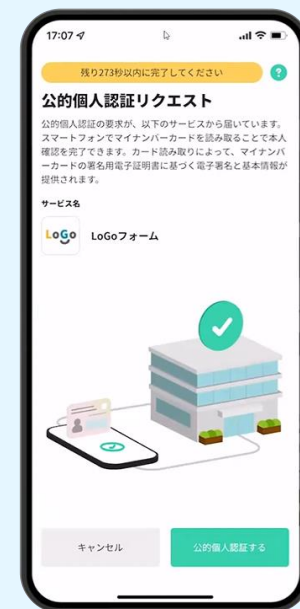 17:07
残り273秒以内に完了してください
?
公的個人認証リクエスト
公的個人認証の要求が、以下のサービスから届いています。
スマートフォンでマイナンバーカードを読み取ることで本人
確認を完了できます。カード読み取りによって、マイナンバ
ーカードの署名用電子証明書に基づく電子署名と基本情報が
提供されます。
サービス名
LoGo
LoGoフォーム
キャンセル
公的個人認証する